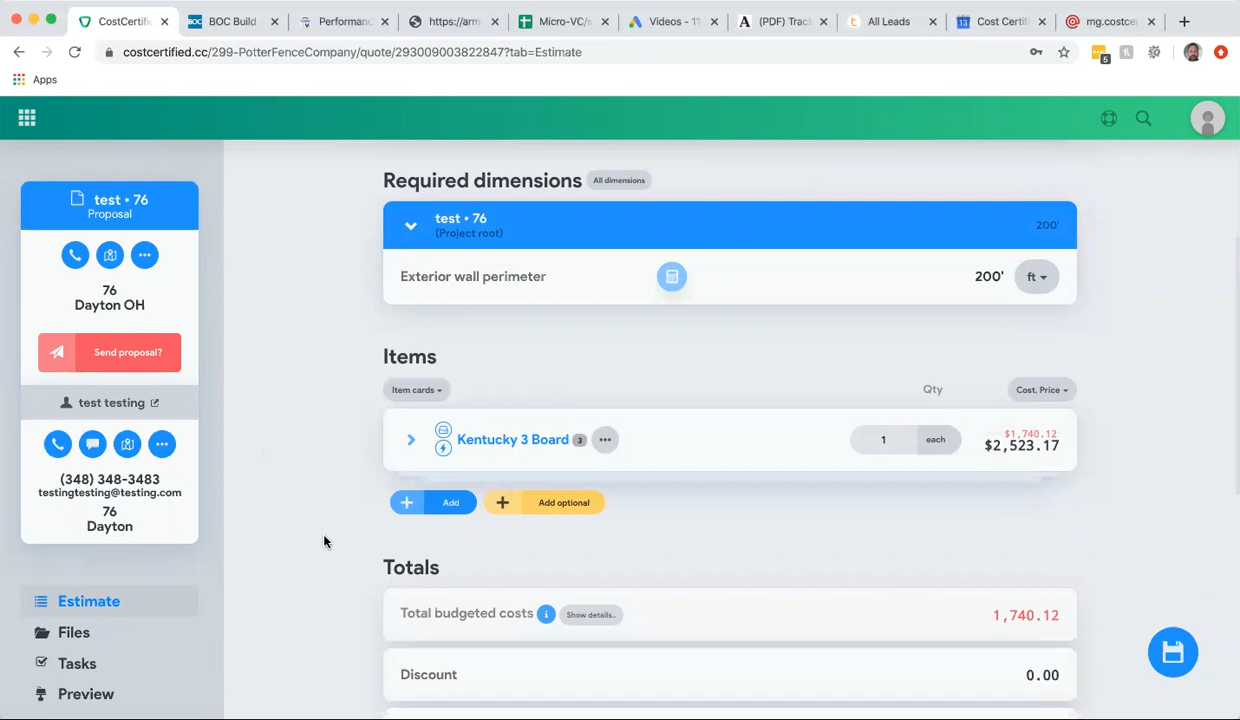 CostCertifi
BOC Build
Performan
https://arm
Micro-VC/s
Videos - 11
(PDF) Trac
All Leads
Cost Certif
mg.costce
costcertified.cc/299-PotterFenceCompany/quote/293009003822847?tab=Estimate
5
Apps
test • 76
Proposal
76
Dayton OH
Send proposal?
test testing
(348) 348-3483
testingtesting@testing.com
76
Dayton
Estimate
Files
Tasks
Preview
Required dimensions All dimensions
test • 76 200'
(Project root)
Exterior wall perimeter 200' ft
Items
Item cards Qty Cost, Price
Kentucky 3 Board 3 1 each $1,740.12
$2,523.17
Add Add optional
Totals
Total budgeted costs Show details.. 1,740.12
Discount 0.00